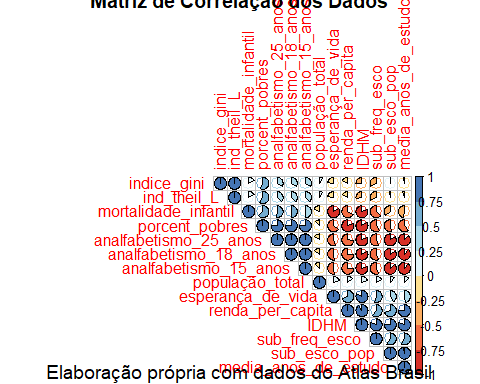 Matriz de Correlação dos Dados
indice_gini
ind_theil_L
mortalidade_infantil
porcent_pobres
analfabetismo_25_anos
analfabetismo_18_anos
analfabetismo_15_anos
população_total
esperança_de_vida
renda_per_capita
IDHM
sub_freq_esco
sub_esco_pop
media_anos_de_estudo
indice_gini
ind_theil_L
mortalidade_infantil
porcent_pobres
analfabetismo_25_anos
analfabetismo_18_anos
analfabetismo_15_anos
população_total
esperança_de_vida
renda_per_capita
IDHM
sub_freq_esco
sub_esco_pop
media_anos_de_estudo
1
0.75
0.5
0.25
0
-0.25
-0.5
-0.75
-1
Elaboração própria com dados do Atlas Brasil